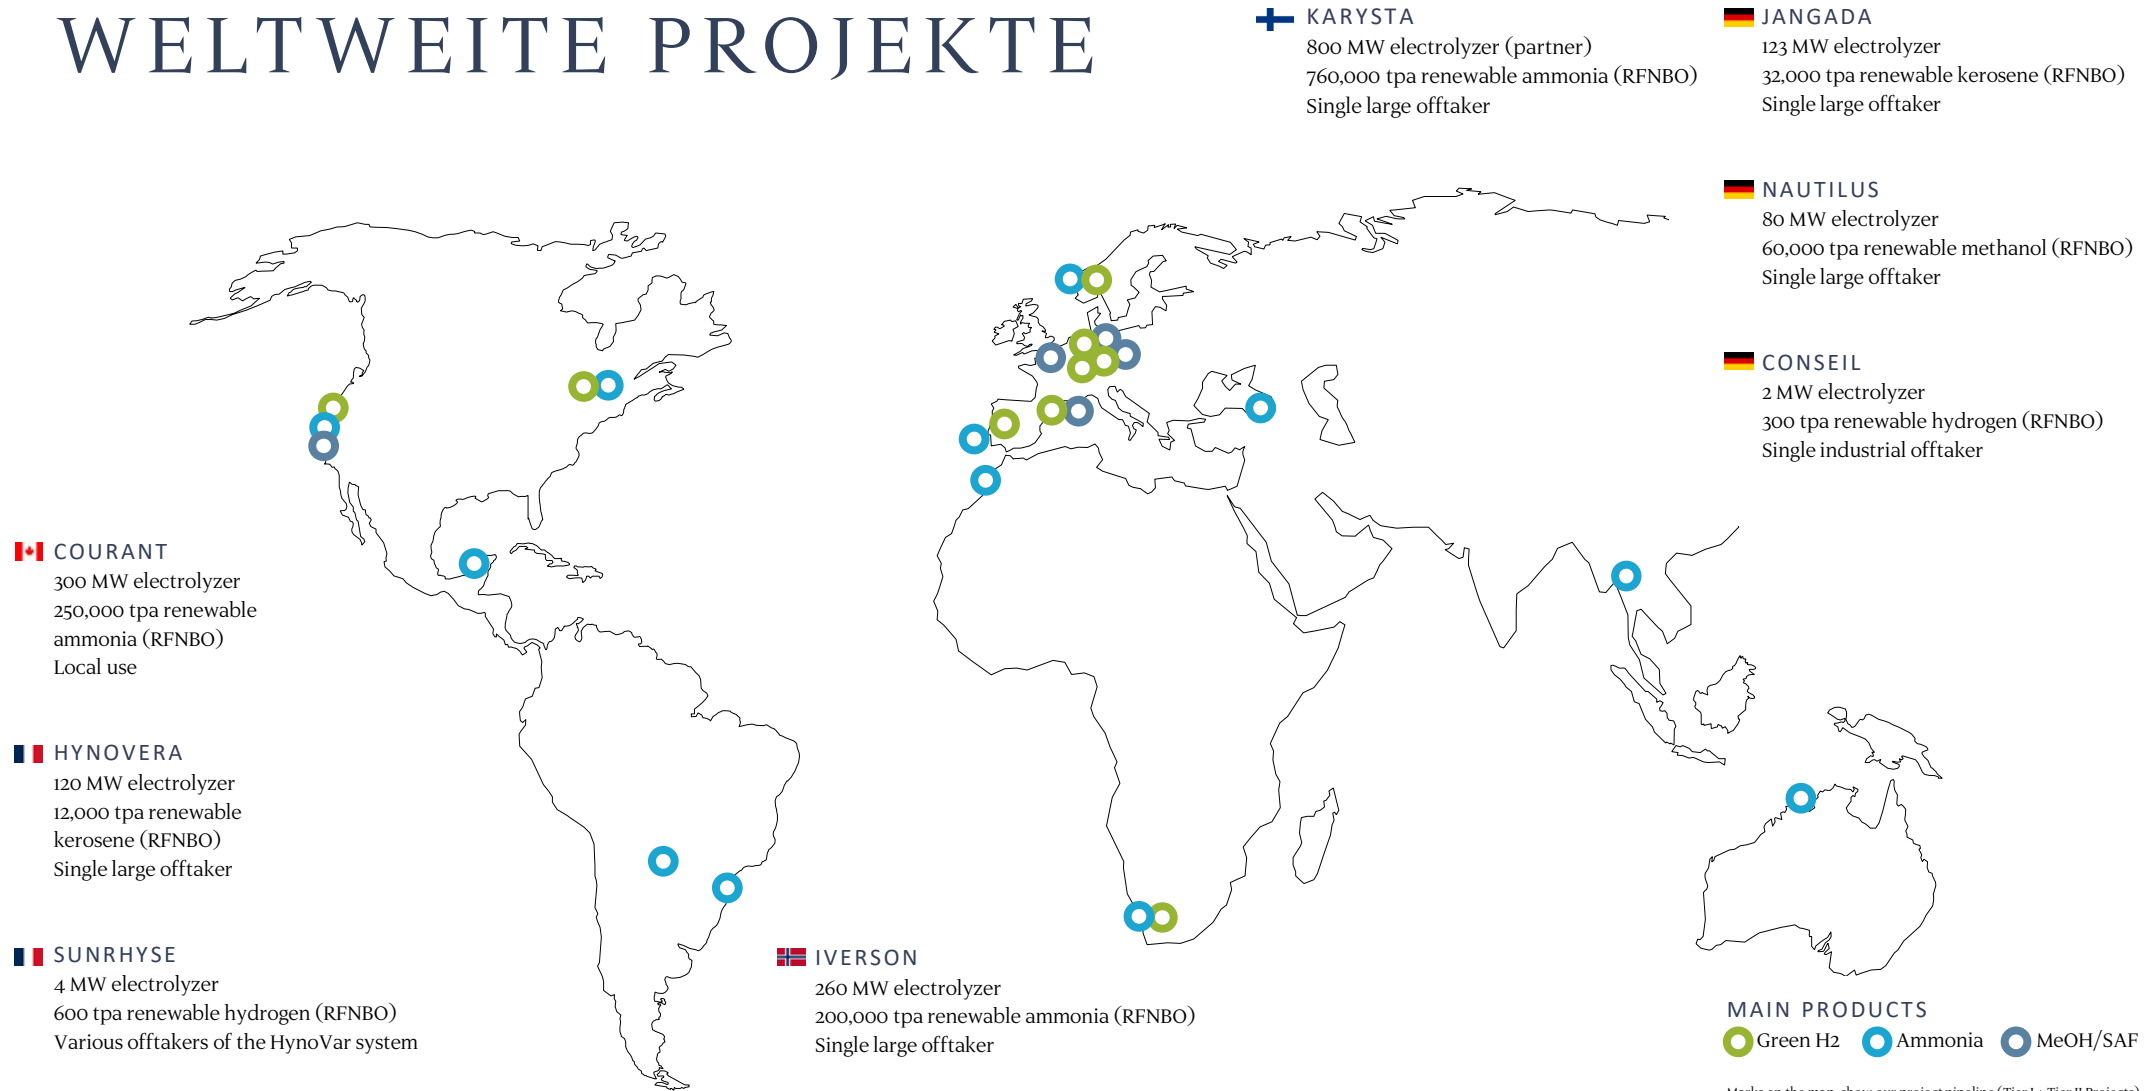 WELTWEITE PROJEKTE
KARYSTA
800 MW electrolyzer (partner)
760,000 tpa renewable ammonia (RFNBO)
Single large offtaker
JANGADA
123 MW electrolyzer
32,000 tpa renewable kerosene (RFNBO)
Single large offtaker
NAUTILUS
80 MW electrolyzer
60,000 tpa renewable methanol (RFNBO)
Single large offtaker
CONSEIL
2 MW electrolyzer
300 tpa renewable hydrogen (RFNBO)
Single industrial offtaker
COURANT
300 MW electrolyzer
250,000 tpa renewable
ammonia (RFNBO)
Local use
HYNOVERA
120 MW electrolyzer
12,000 tpa renewable
kerosene (RFNBO)
Single large offtaker
SUNRHYSE
4 MW electrolyzer
600 tpa renewable hydrogen (RFNBO)
Various offtakers of the HynoVar system
IVERSON
260 MW electrolyzer
200,000 tpa renewable ammonia (RFNBO)
Single large offtaker
MAIN PRODUCTS
Green H2 Ammonia MeOH/SAF